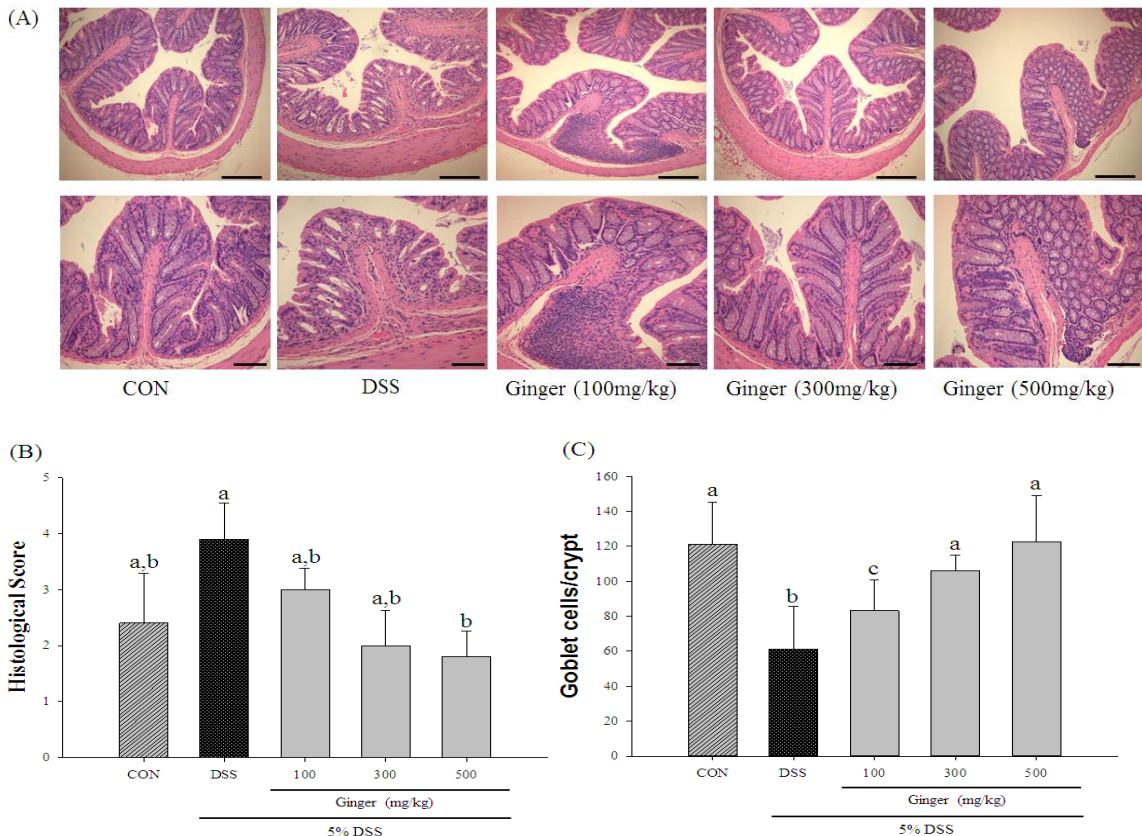 (A)
CON DSS Ginger (100mg/kg) Ginger (300mg/kg) Ginger (500mg/kg)
(B)
Histological Score
5
4
3
2
1
0
a,b
a
a,b
a,b
b
CON DSS 100 300 500
Ginger (mg/kg)
5% DSS
(C)
Goblet cells/crypt
160
140
120
100
80
60
40
20
0
a
b
c
a
a
CON DSS 100 300 500
Ginger (mg/kg)
5% DSS